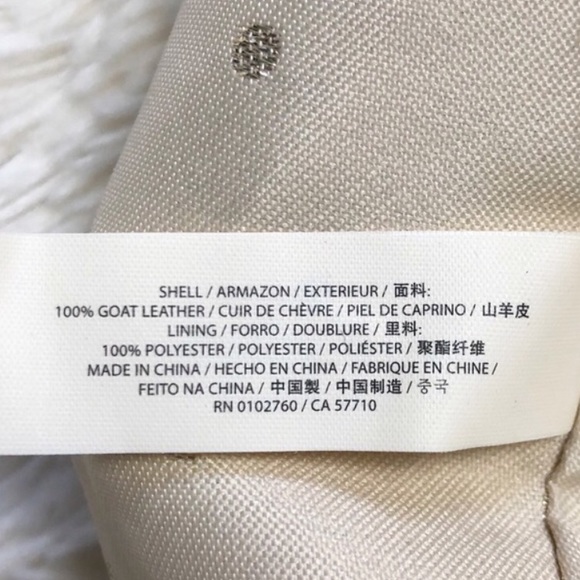 SHELL / ARMAZON / EXTERIEUR / 面料:
100% GOAT LEATHER / CUIR DE CHÈVRE / PIEL DE CAPRINO / 山羊皮
LINING / FORRO / DOUBLURE / 里料:
100% POLYESTER / POLYESTER / POLIÉSTER / 聚酯纤维
MADE IN CHINA / HECHO EN CHINA / FABRIQUE EN CHINE /
FEITO NA CHINA / 中国製 / 中国制造 / 중국
RN 0102760 / CA 57710